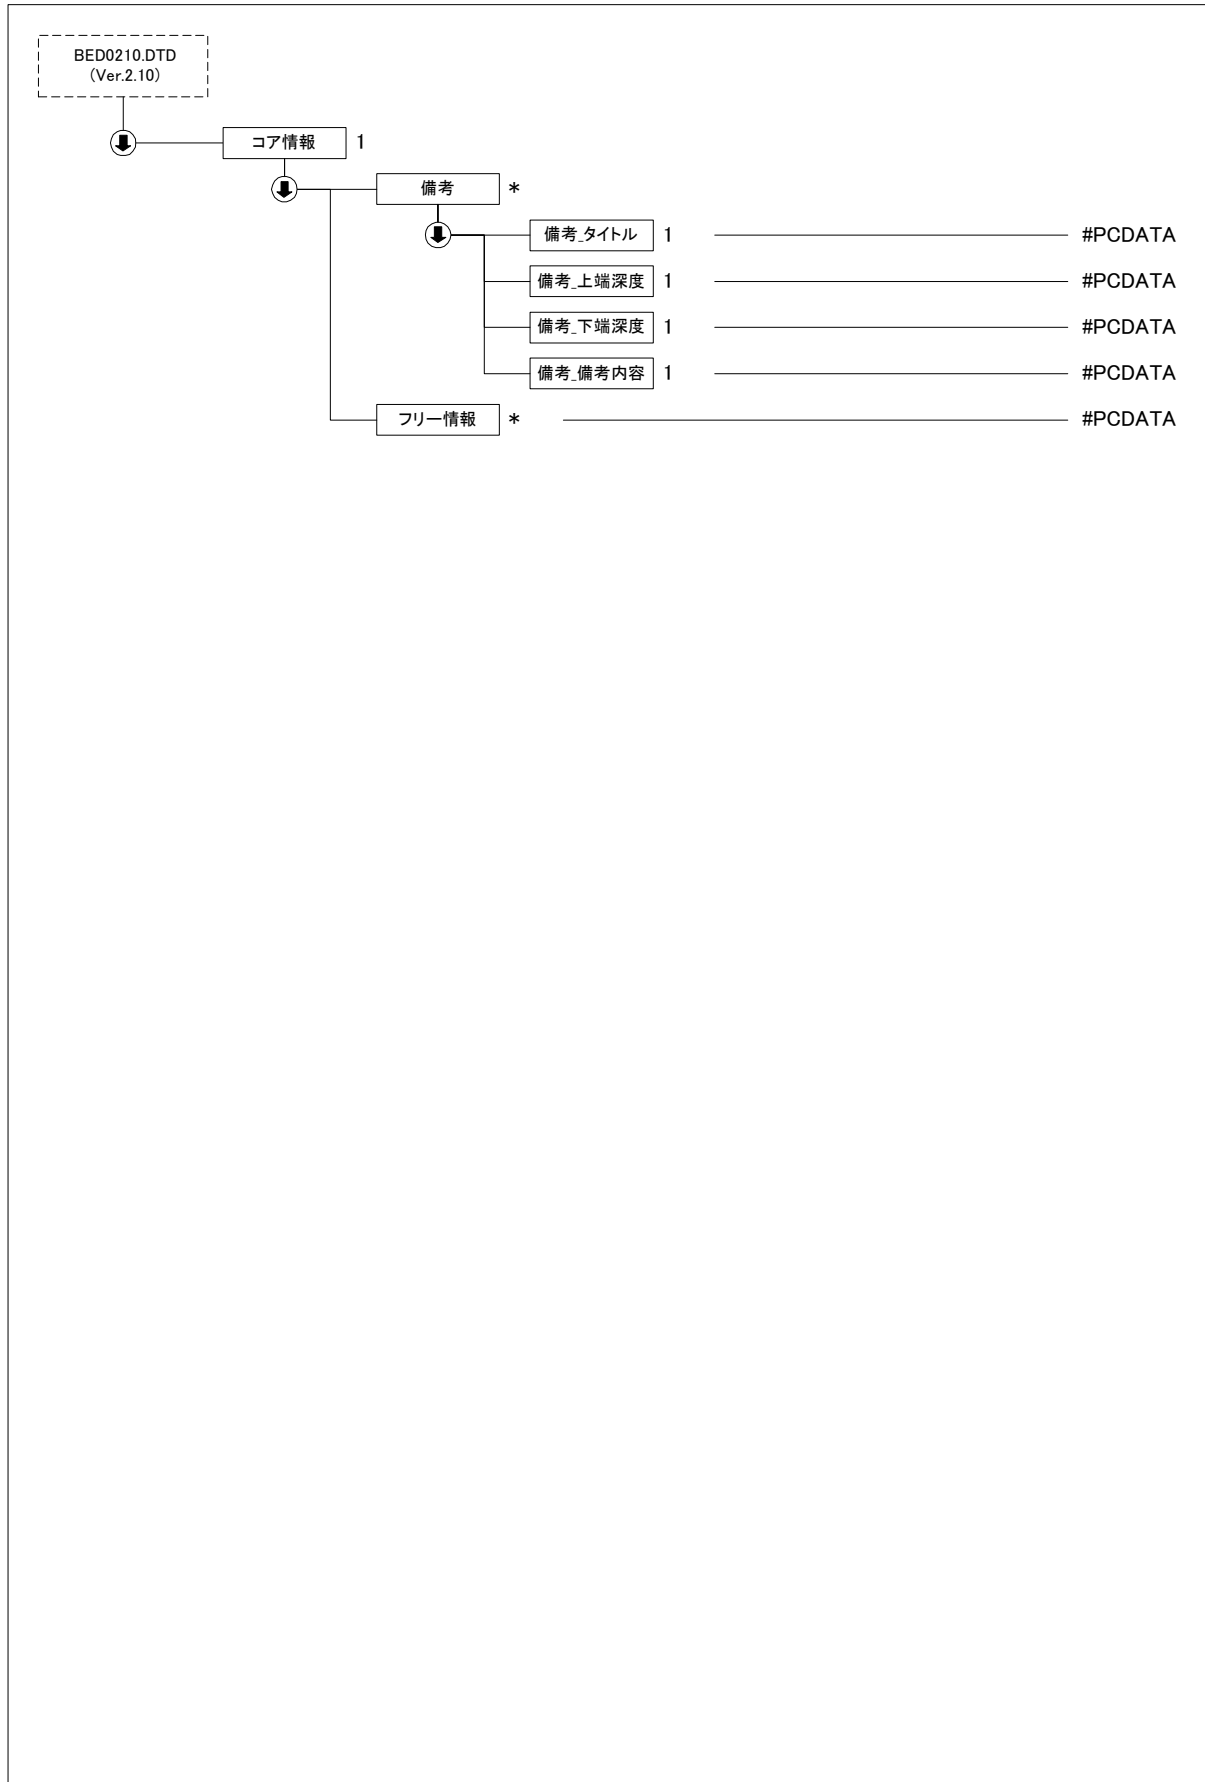 BED0210.DTD
(Ver.2.10)
コア情報 1
備考 *
備考_タイトル 1 #PCDATA
備考_上端深度 1 #PCDATA
備考_下端深度 1 #PCDATA
備考_備考内容 1 #PCDATA
フリー情報 * #PCDATA